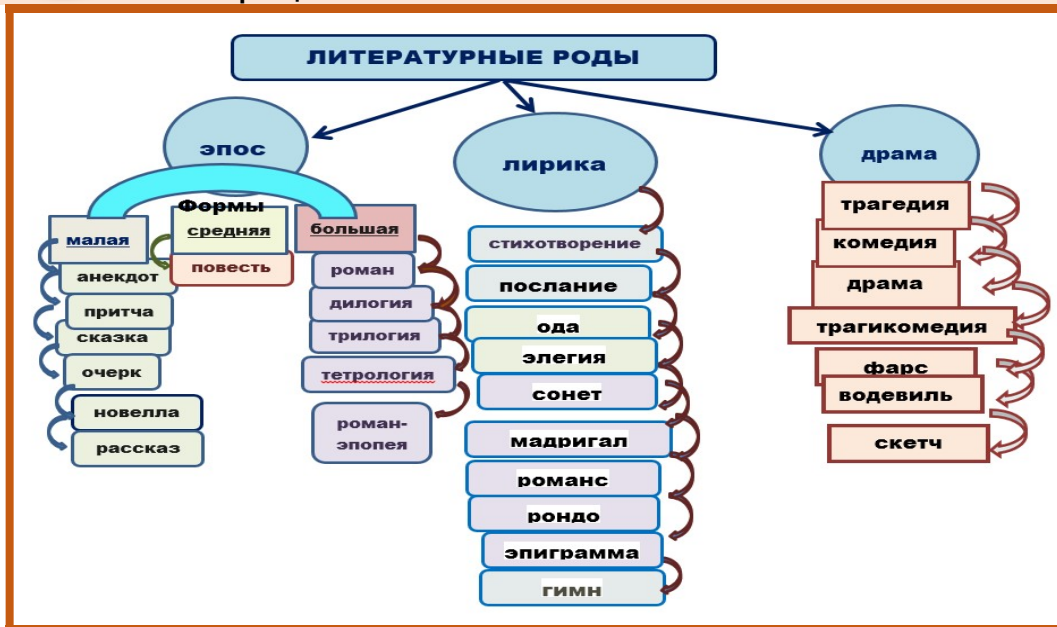 ЛИТЕРАТУРНЫЕ РОДЫ
эпос
Формы
малая
анекдот
притча
сказка
очерк
новелла
рассказ
средняя
повесть
большая
роман
дилогия
трилогия
тетрология
роман-
эпопея
лирика
стихотворение
послание
ода
элегия
сонет
мадригал
романс
рондо
эпиграмма
гимн
драма
трагедия
комедия
драма
трагикомедия
фарс
водевиль
скетч